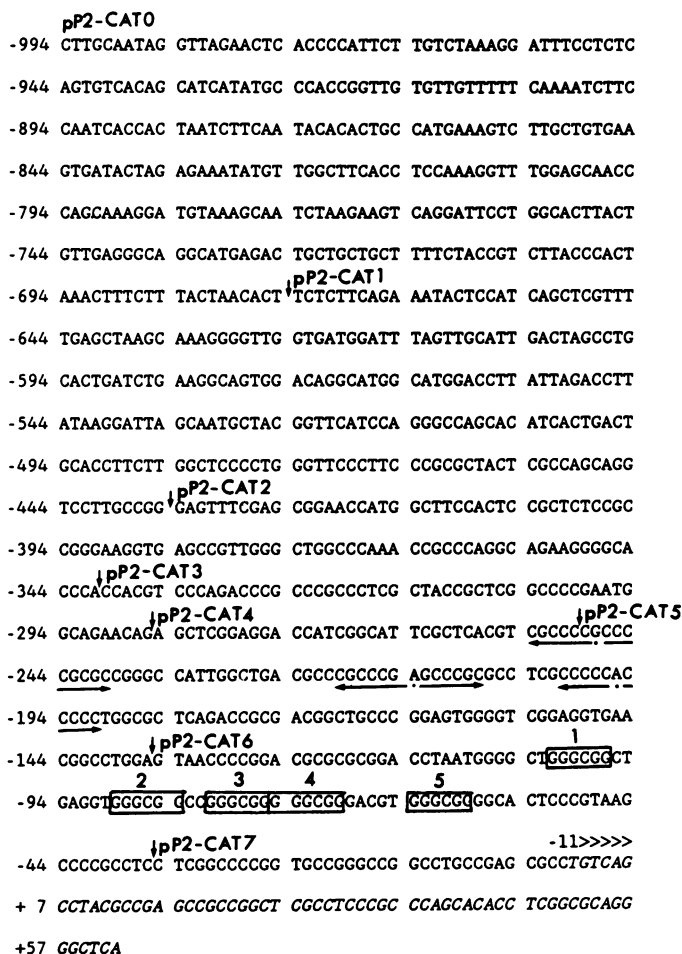 pP2-CAT0
-994 CTTGCAATAG GTTAGAACTC ACCCCATTCT TGTCTAAAGG ATTTCCTCTC
-944 AGTGTCACAG CATCATATGC CCACCGGTTG TGTTGTTTTT CAAAATCTTC
-894 CAATCACCAC TAATCTTCAA TACACACTGC CATGAAAGTC TTGCTGTGAA
-844 GTGATACTAG AGAAATATGT TGGCTTCACC TCCAAAGGTT TGGAGCAACC
-794 CAGCAAAGGA TGTAAAGCAA TCTAAGAAGT CAGGATTCCT GGCACTTACT
-744 GTTGAGGGCA GGCATGAGAC TGCTGCTGCT TTTCTACCGT CTTACCCACT
↓pP2-CAT1
-694 AAACTTTCTT TACTAACACT TCTCTTCAGA AATACTCCAT CAGCTCGTTT
-644 TGAGCTAAGC AAAGGGGTTG GTGATGGATT TAGTTGCATT GACTAGCCTG
-594 CACTGATCTG AAGGCAGTGG ACAGGCATGG CATGGACCTT ATTAGACCTT
-544 ATAAGGATTA GCAATGCTAC GGTTCATCCA GGGCCAGCAC ATCACTGACT
-494 GCACCTTCTT GGCTCCCCTG GGTTCCCTTC CCGCGCTACT CGCCAGCAGG
↓pP2-CAT2
-444 TCCTTGCCGG GAGTTTCGAG CGGAACCATG GCTTCCACTC CGCTCTCCGC
-394 CGGGAAGGTG AGCCGTTGGG CTGGCCCAAA CCGCCCAGGC AGAAGGGGCA
↓pP2-CAT3
-344 CCCACCACGT CCCAGACCCG CCCGCCCTCG CTACCGCTCG GCCCCGAATG
↓pP2-CAT4 ↓pP2-CAT5
-294 GCAGAACAGA GCTCGGAGGA CCATCGGCAT TCGCTCACGT CGCCCCGCCC
-244 CGCGCCGGGC CATTGGCTGA CGCCCGCCCG AGCCCGCGCC TCGCCCCCAC
-194 CCCCTGGCGC TCAGACCGCG ACGGCTGCCC GGAGTGGGGT CGGAGGTGAA
↓pP2-CAT6 1
-144 CGGCCTGGAG TAACCCCGGA CGCGCGCGGA CCTAATGGGG CTGGGCGGCT
2 3 4 5
-94 GAGGTGGGCG GCCGGGCGGG GGCGGGACGT GGGCGGGGCA CTCCCGTAAG
↓pP2-CAT7 -11>>>>>
-44 CCCCGCCTCC TCGGCCCCGG TGCCGGCCGG GCCTGCCGAG CGCCTGTCAG
+ 7 CCTACGCCGA GCCGCCGGCT CGCCTCCCGC CCAGCACACC TCGGCGCAGG
+57 GGCTCA